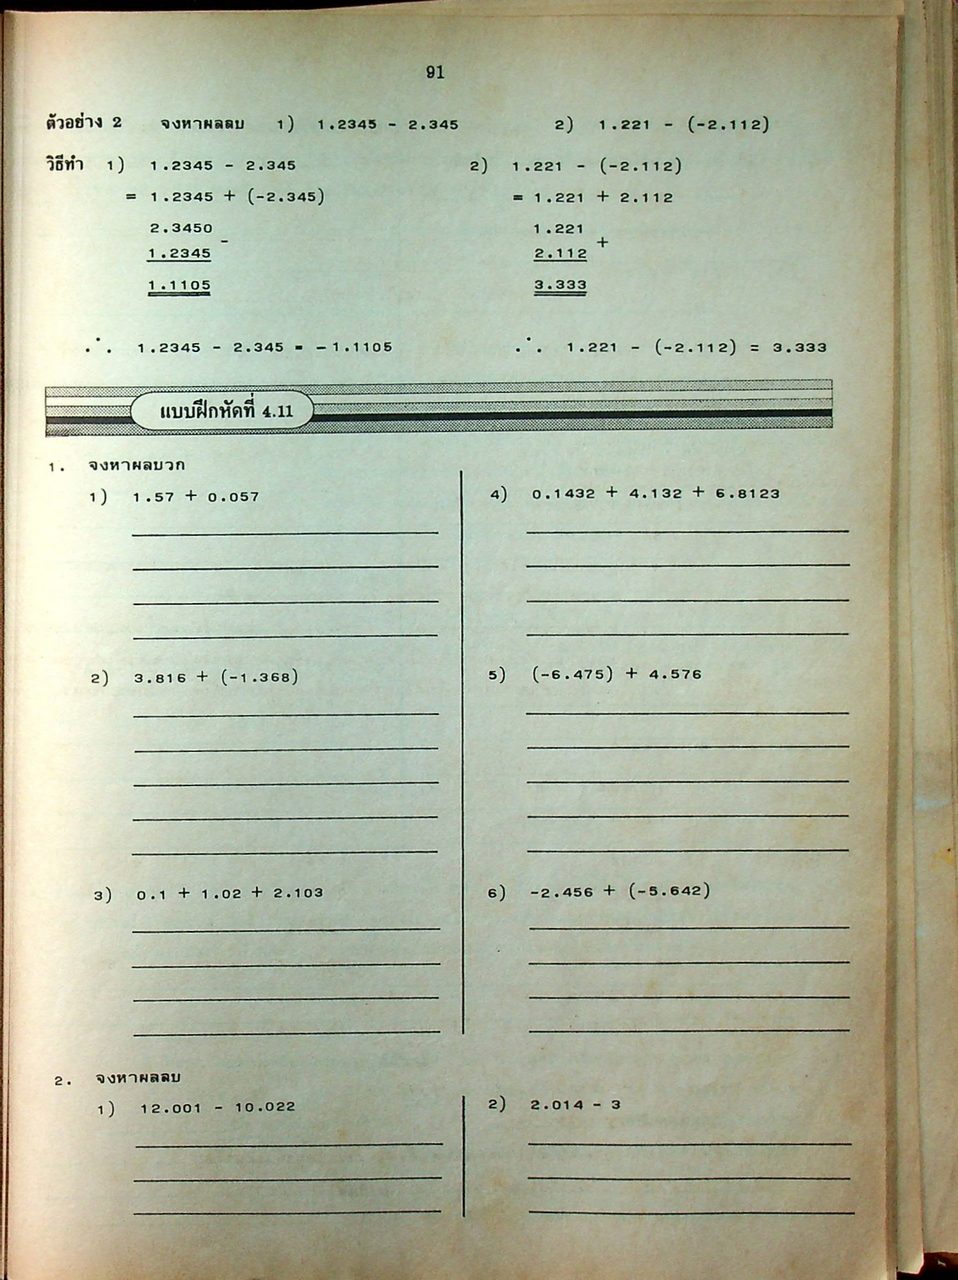 91
ตัวอย่าง 2 จงหาผลลบ 1) 1.2345 - 2.345 2) 1.221 - (-2.112)
วิธีทำ 1) 1.2345 - 2.345 2) 1.221 - (-2.112)
= 1.2345 + (-2.345) = 1.221 + 2.112
2.3450 1.221
- +
1.2345 2.112
1.1105 3.333
∴ 1.2345 - 2.345 = -1.1105 ∴ 1.221 - (-2.112) = 3.333
แบบฝึกหัดที่ 4.11
1. จงหาผลบวก
1) 1.57 + 0.057 4) 0.1432 + 4.132 + 6.8123
2) 3.816 + (-1.368) 5) (-6.475) + 4.576
3) 0.1 + 1.02 + 2.103 6) -2.456 + (-5.642)
2. จงหาผลลบ
1) 12.001 - 10.022 2) 2.014 - 3